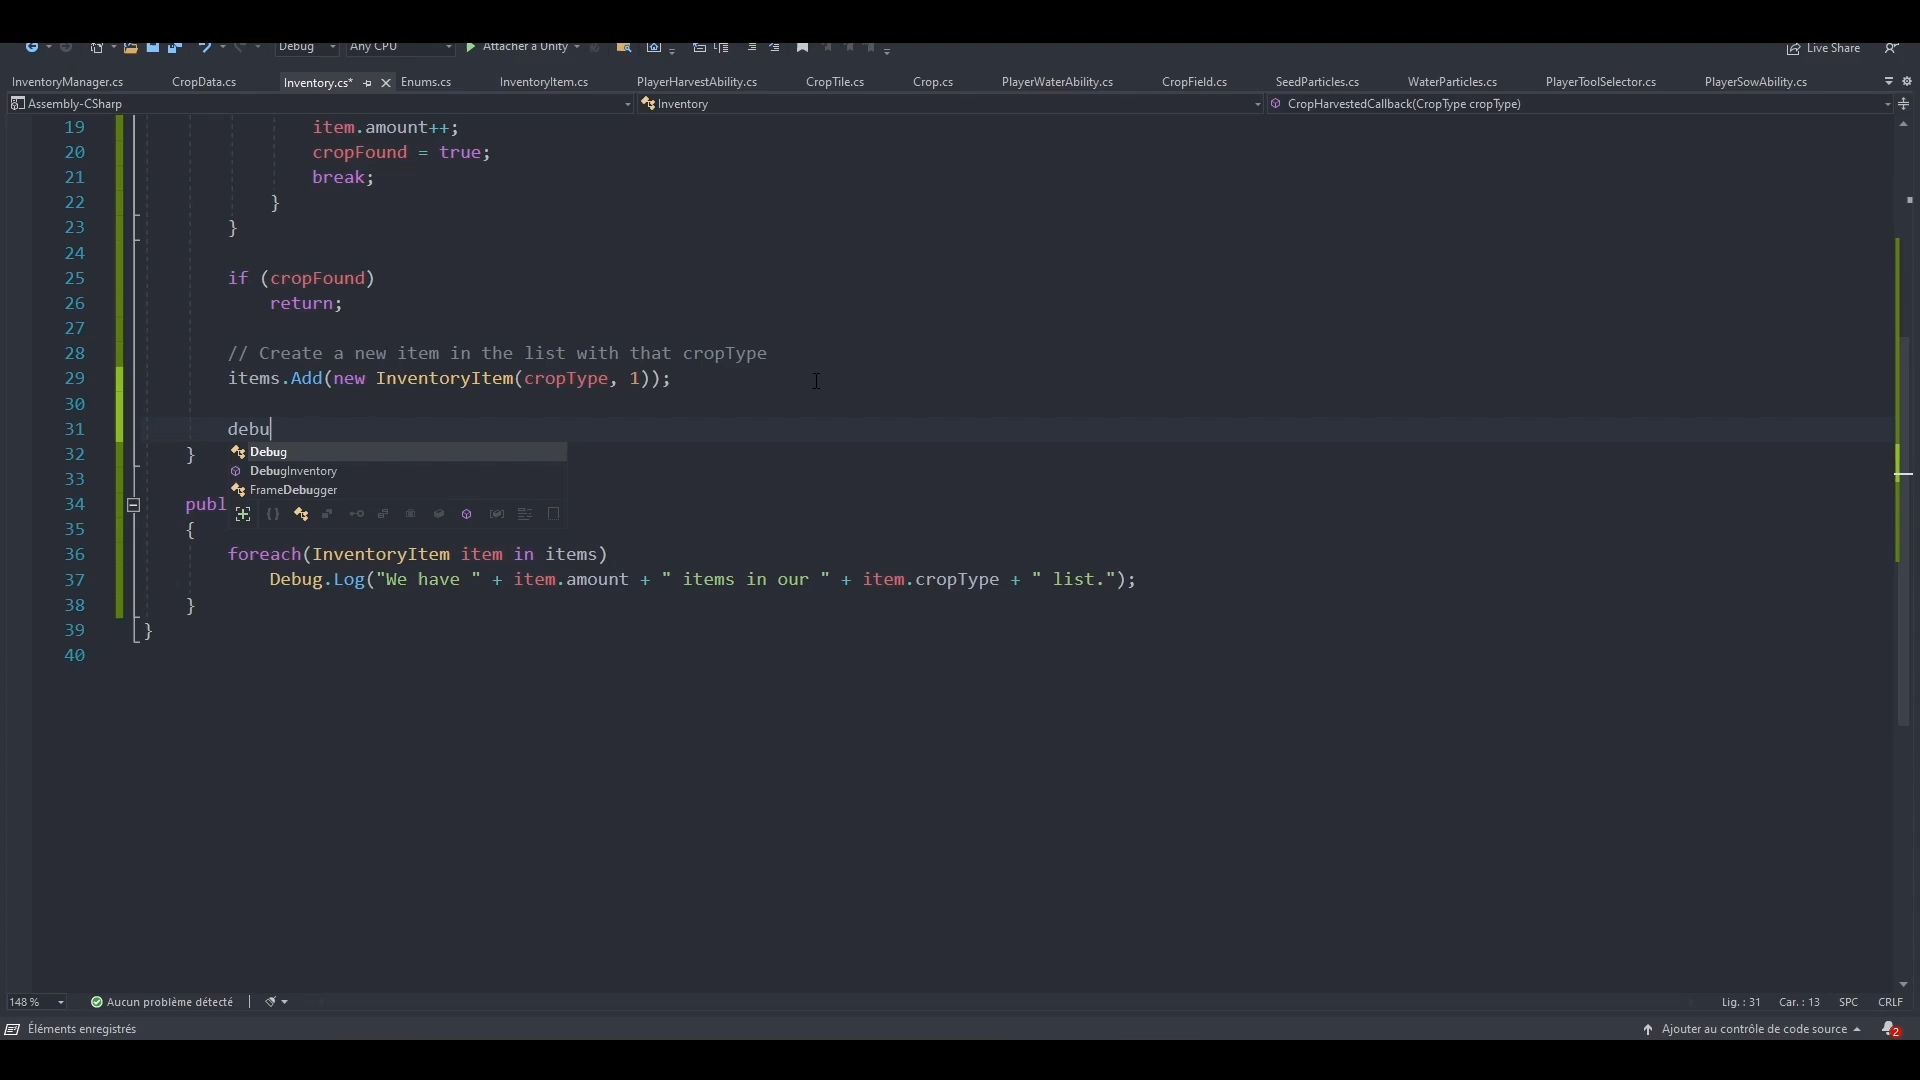 Debug Any CPU Attacher à Unity Live Share
InventoryManager.cs CropData.cs Inventory.cs* Enums.cs InventoryItem.cs PlayerHarvestAbility.cs CropTile.cs Crop.cs PlayerWaterAbility.cs CropField.cs SeedParticles.cs WaterParticles.cs PlayerToolSelector.cs PlayerSowAbility.cs
Assembly-CSharp Inventory CropHarvestedCallback(CropType cropType)
19 item.amount++;
20 cropFound = true;
21 break;
22 }
23 }
24
25 if (cropFound)
26 return;
27
28 // Create a new item in the list with that cropType
29 items.Add(new InventoryItem(cropType, 1));
30
31 debu
Debug
32 }
DebugInventory
33
FrameDebugger
34 publ
35 {
36 foreach(InventoryItem item in items)
37 Debug.Log("We have " + item.amount + " items in our " + item.cropType + " list.");
38 }
39 }
40
148 % Aucun problème détecté Lig. : 31 Car. : 13 SPC CRLF
Éléments enregistrés Ajouter au contrôle de code source 2